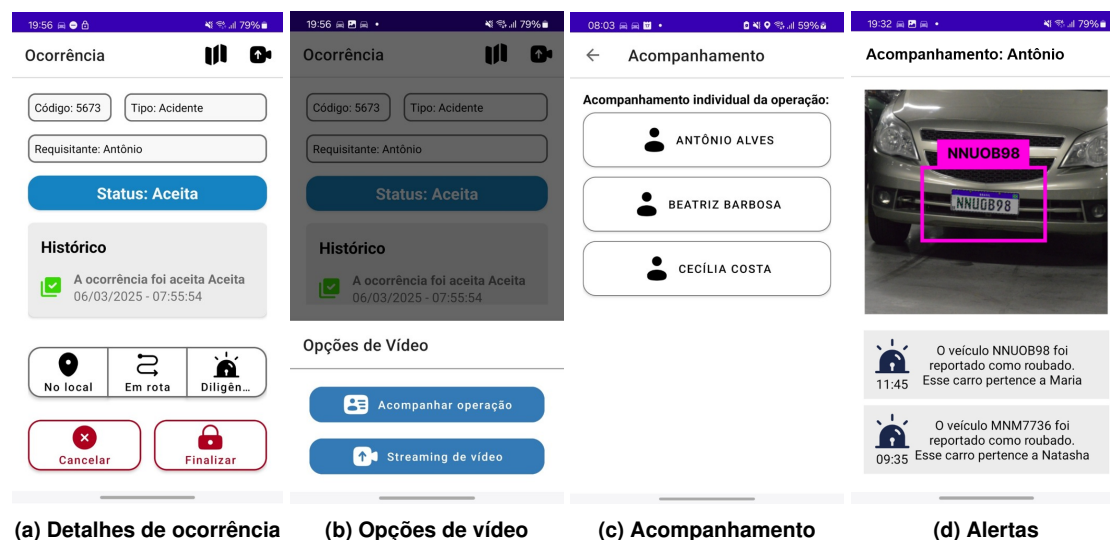 19:56
79%
Ocorrência
Código: 5673
Tipo: Acidente
Requisitante: Antônio
Status: Aceita
Histórico
A ocorrência foi aceita Aceita
06/03/2025 - 07:55:54
No local
Em rota
Diligên...
Cancelar
Finalizar
(a) Detalhes de ocorrência
19:56
79%
Ocorrência
Código: 5673
Tipo: Acidente
Requisitante: Antônio
Status: Aceita
Histórico
A ocorrência foi aceita Aceita
06/03/2025 - 07:55:54
Opções de Vídeo
Acompanhar operação
Streaming de vídeo
(b) Opções de vídeo
08:03
59%
Acompanhamento
Acompanhamento individual da operação:
ANTÔNIO ALVES
BEATRIZ BARBOSA
CECÍLIA COSTA
(c) Acompanhamento
19:32
79%
Acompanhamento: Antônio
NNUOB98
NNUOB98
O veículo NNUOB98 foi
reportado como roubado.
Esse carro pertence a Maria
11:45
O veículo MNM7736 foi
reportado como roubado.
Esse carro pertence a Natasha
09:35
(d) Alertas